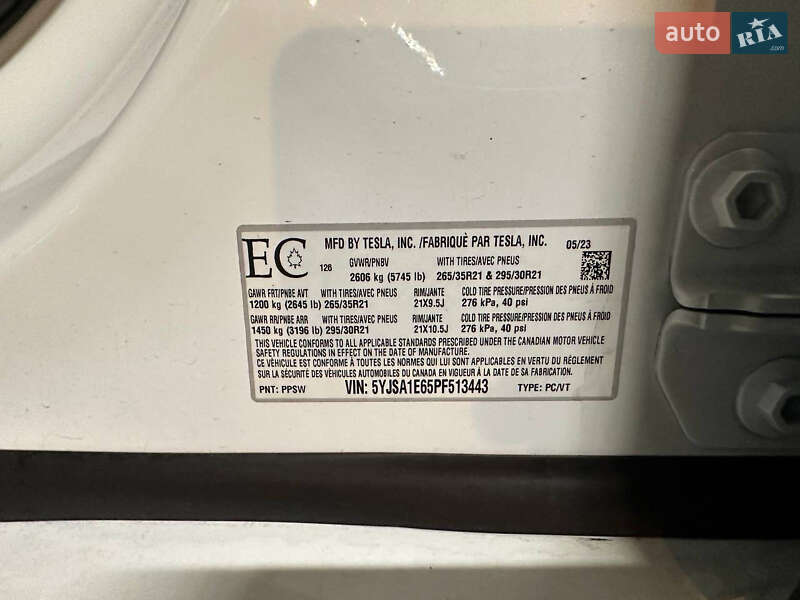 auto RIA.com
EC
MFD BY TESLA, INC. /FABRIQUÈ PAR TESLA, INC. 05/23
126 GVWR/PNBV WITH TIRES/AVEC PNEUS
2606 kg (5745 lb) 265/35R21 & 295/30R21
GAWR FRT/PNBE AVT WITH TIRES/AVEC PNEUS RIM/JANTE COLD TIRE PRESSURE/PRESSION DES PNEUS À FROID
1200 kg (2645 lb) 265/35R21 21X9.5J 276 kPa, 40 psi
GAWR RR/PNBE ARR WITH TIRES/AVEC PNEUS RIM/JANTE COLD TIRE PRESSURE/PRESSION DES PNEUS À FROID
1450 kg (3196 lb) 295/30R21 21X10.5J 276 kPa, 40 psi
THIS VEHICLE CONFORMS TO ALL APPLICABLE STANDARDS PRESCRIBED UNDER THE CANADIAN MOTOR VEHICLE
SAFETY REGULATIONS IN EFFECT ON THE DATE OF MANUFACTURE
CE VÉHICULE EST CONFORME À TOUTES LES NORMES QUI LUI SONT APPLICABLES EN VERTU DU RÉGLEMENT
SUR LA SÉCURITÉ DES VÉHICULES AUTOMOBILES DU CANADA EN VIGUEUR À LA DATE DE SA FABRICATION.
PNT: PPSW VIN: 5YJSA1E65PF513443 TYPE: PC/VT